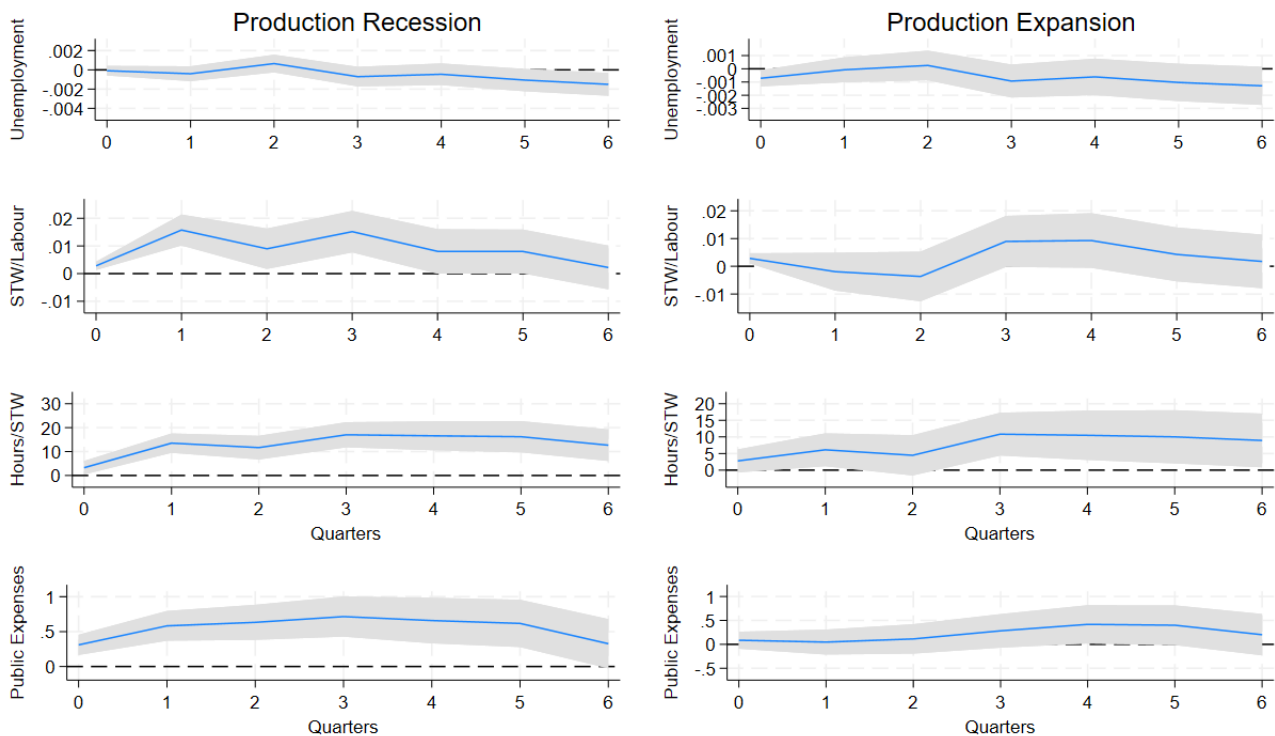 Production Recession
Production Expansion
Unemployment
.002
0
-.002
-.004
0 1 2 3 4 5 6
Unemployment
.001
0
-.001
-.002
-.003
0 1 2 3 4 5 6
STW/Labour
.02
.01
0
-.01
0 1 2 3 4 5 6
STW/Labour
.02
.01
0
-.01
0 1 2 3 4 5 6
Hours/STW
30
20
10
0
0 1 2 3 4 5 6
Quarters
Hours/STW
20
15
10
5
0
0 1 2 3 4 5 6
Quarters
Public Expenses
1
.5
0
0 1 2 3 4 5 6
Quarters
Public Expenses
1
.5
0
-.5
0 1 2 3 4 5 6
Quarters